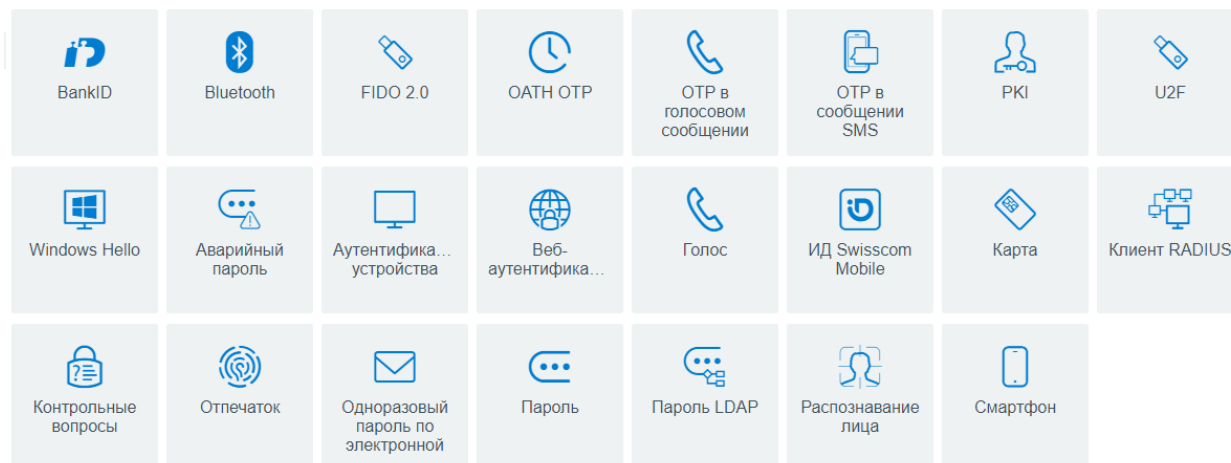 BankID
Bluetooth
FIDO 2.0
OATH OTP
OTP в
голосовом
сообщении
OTP в
сообщении
SMS
PKI
U2F
Windows Hello
Аварийный
пароль
Аутентифика...
устройства
Веб-
аутентифика...
Голос
ИД Swisscom
Mobile
Карта
Клиент RADIUS
Контрольные
вопросы
Отпечаток
Одноразовый
пароль по
электронной
Пароль
Пароль LDAP
Распознавание
лица
Смартфон